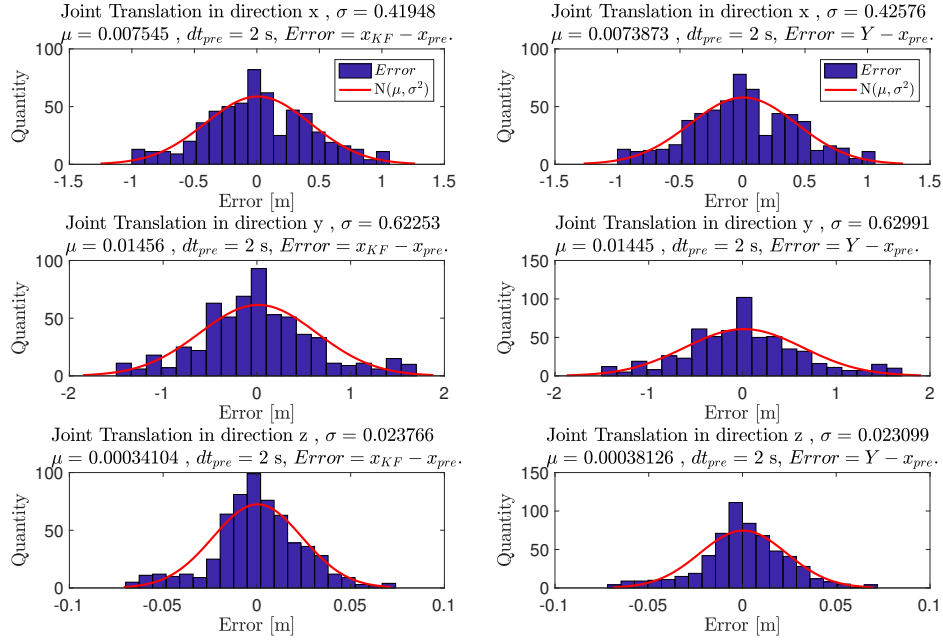 Joint Translation in direction x , σ = 0.41948
μ = 0.007545 , dt_pre = 2 s, Error = x_KF − x_pre.
100
50
0
Quantity
Error
N(μ, σ²)
-1.5 -1 -0.5 0 0.5 1 1.5
Error [m]
Joint Translation in direction x , σ = 0.42576
μ = 0.0073873 , dt_pre = 2 s, Error = Y − x_pre.
100
50
0
Quantity
Error
N(μ, σ²)
-1.5 -1 -0.5 0 0.5 1 1.5
Error [m]
Joint Translation in direction y , σ = 0.62253
μ = 0.01456 , dt_pre = 2 s, Error = x_KF − x_pre.
100
50
0
Quantity
-2 -1 0 1 2
Error [m]
Joint Translation in direction y , σ = 0.62991
μ = 0.01445 , dt_pre = 2 s, Error = Y − x_pre.
150
100
50
0
Quantity
-2 -1 0 1 2
Error [m]
Joint Translation in direction z , σ = 0.023766
μ = 0.00034104 , dt_pre = 2 s, Error = x_KF − x_pre.
100
50
0
Quantity
-0.1 -0.05 0 0.05 0.1
Error [m]
Joint Translation in direction z , σ = 0.023099
μ = 0.00038126 , dt_pre = 2 s, Error = Y − x_pre.
150
100
50
0
Quantity
-0.1 -0.05 0 0.05 0.1
Error [m]